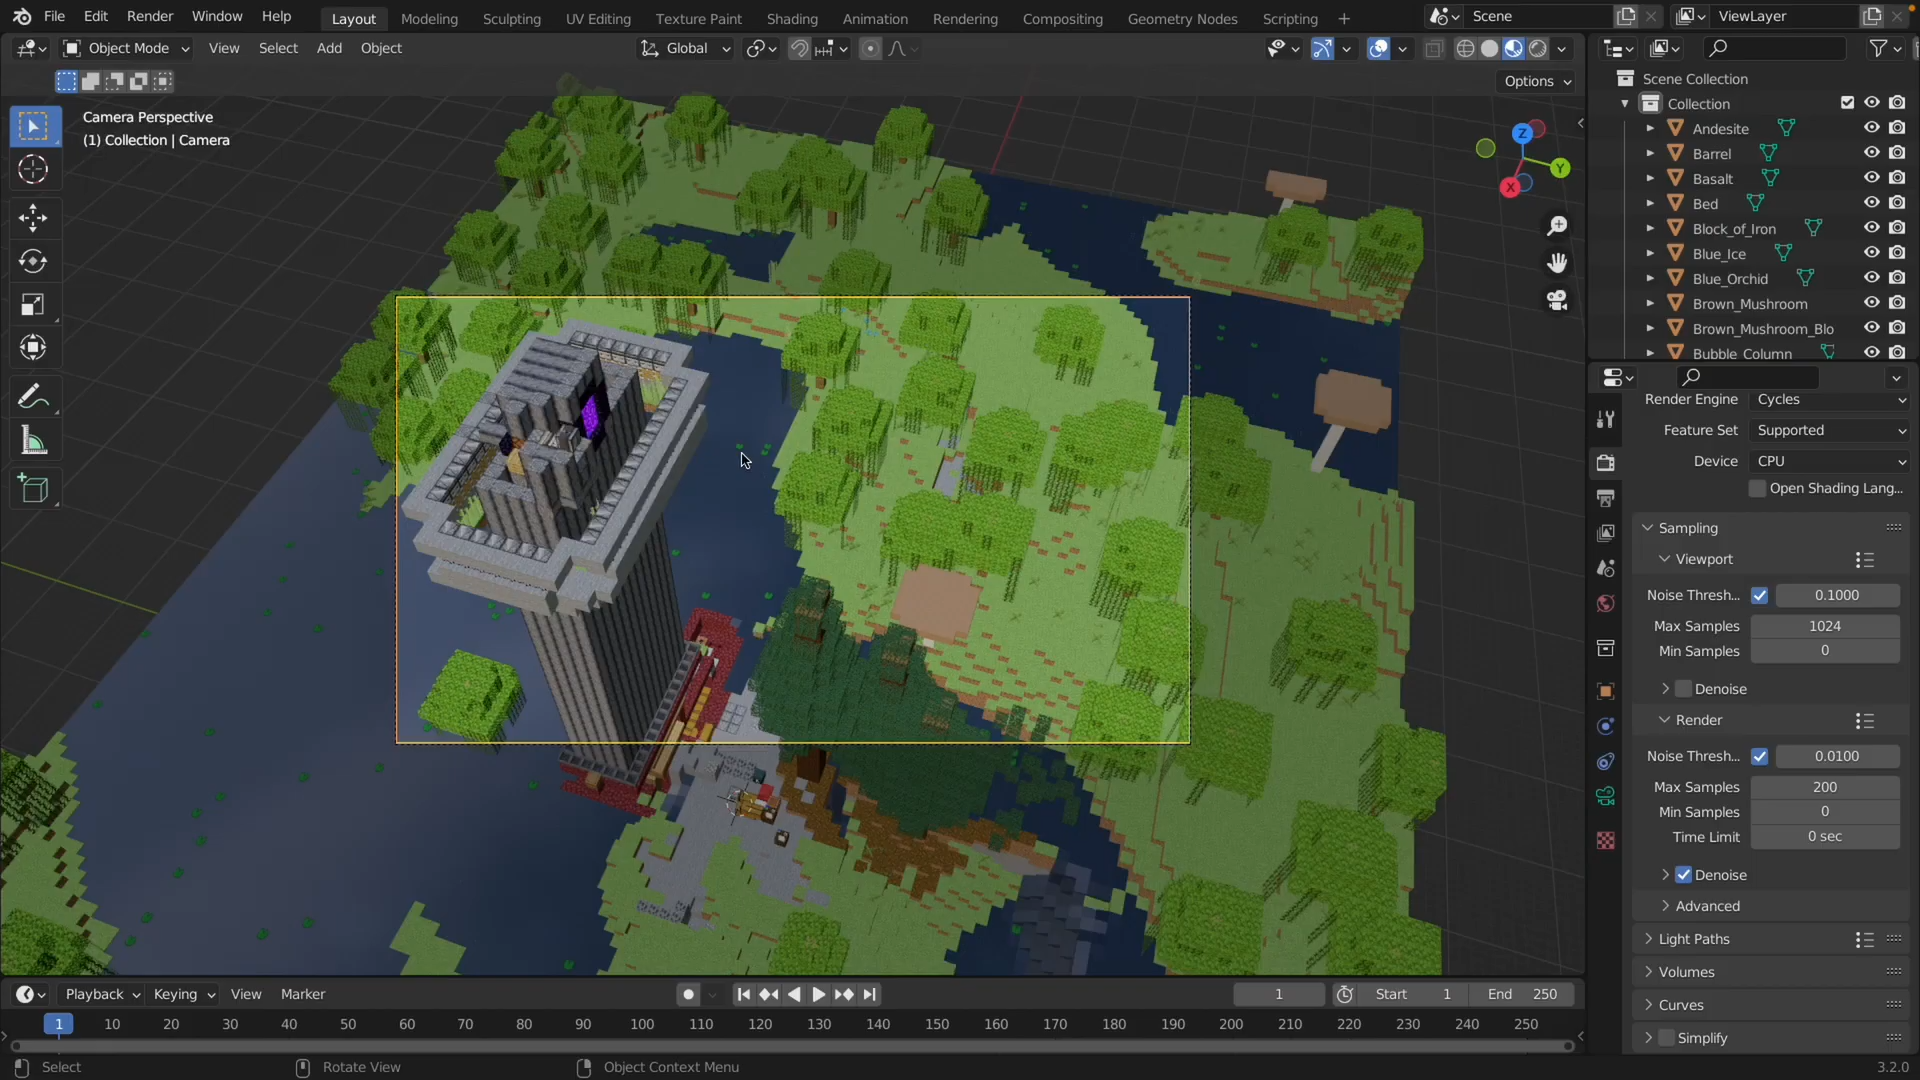 File Edit Render Window Help Layout Modeling Sculpting UV Editing Texture Paint Shading Animation Rendering Compositing Geometry Nodes Scripting + Scene ViewLayer
Object Mode View Select Add Object Global
Options
Camera Perspective
(1) Collection | Camera
Z
Y
X
Scene Collection
Collection
Andesite
Barrel
Basalt
Bed
Block_of_Iron
Blue_Ice
Blue_Orchid
Brown_Mushroom
Brown_Mushroom_Blo
Bubble_Column
Render Engine Cycles
Feature Set Supported
Device CPU
Open Shading Lang...
Sampling
Viewport
Noise Thresh... 0.1000
Max Samples 1024
Min Samples 0
Denoise
Render
Noise Thresh... 0.0100
Max Samples 200
Min Samples 0
Time Limit 0 sec
Denoise
Advanced
Light Paths
Volumes
Curves
Simplify
Playback Keying View Marker 1 Start 1 End 250
1 10 20 30 40 50 60 70 80 90 100 110 120 130 140 150 160 170 180 190 200 210 220 230 240 250
Select Rotate View Object Context Menu 3.2.0